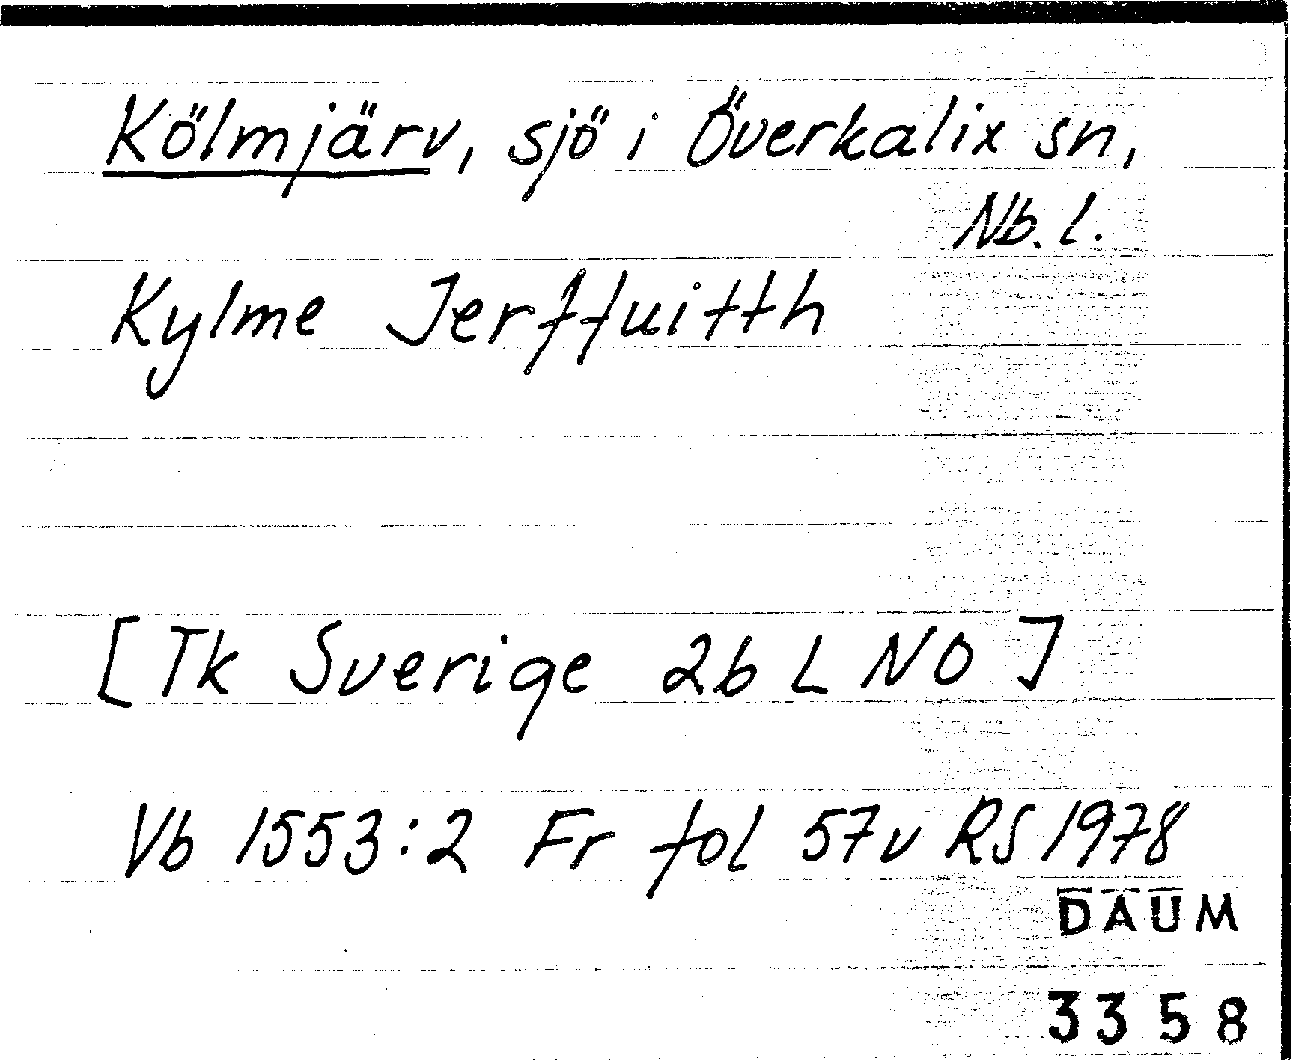 Kölmjärv, sjö i Överkalix sn,
Nb. l.
Kylme Jerffuitth
[Tk Sverige 2b L NO]
Vb 1553:2 Fr fol 57v RS 1978
DAUM
3358